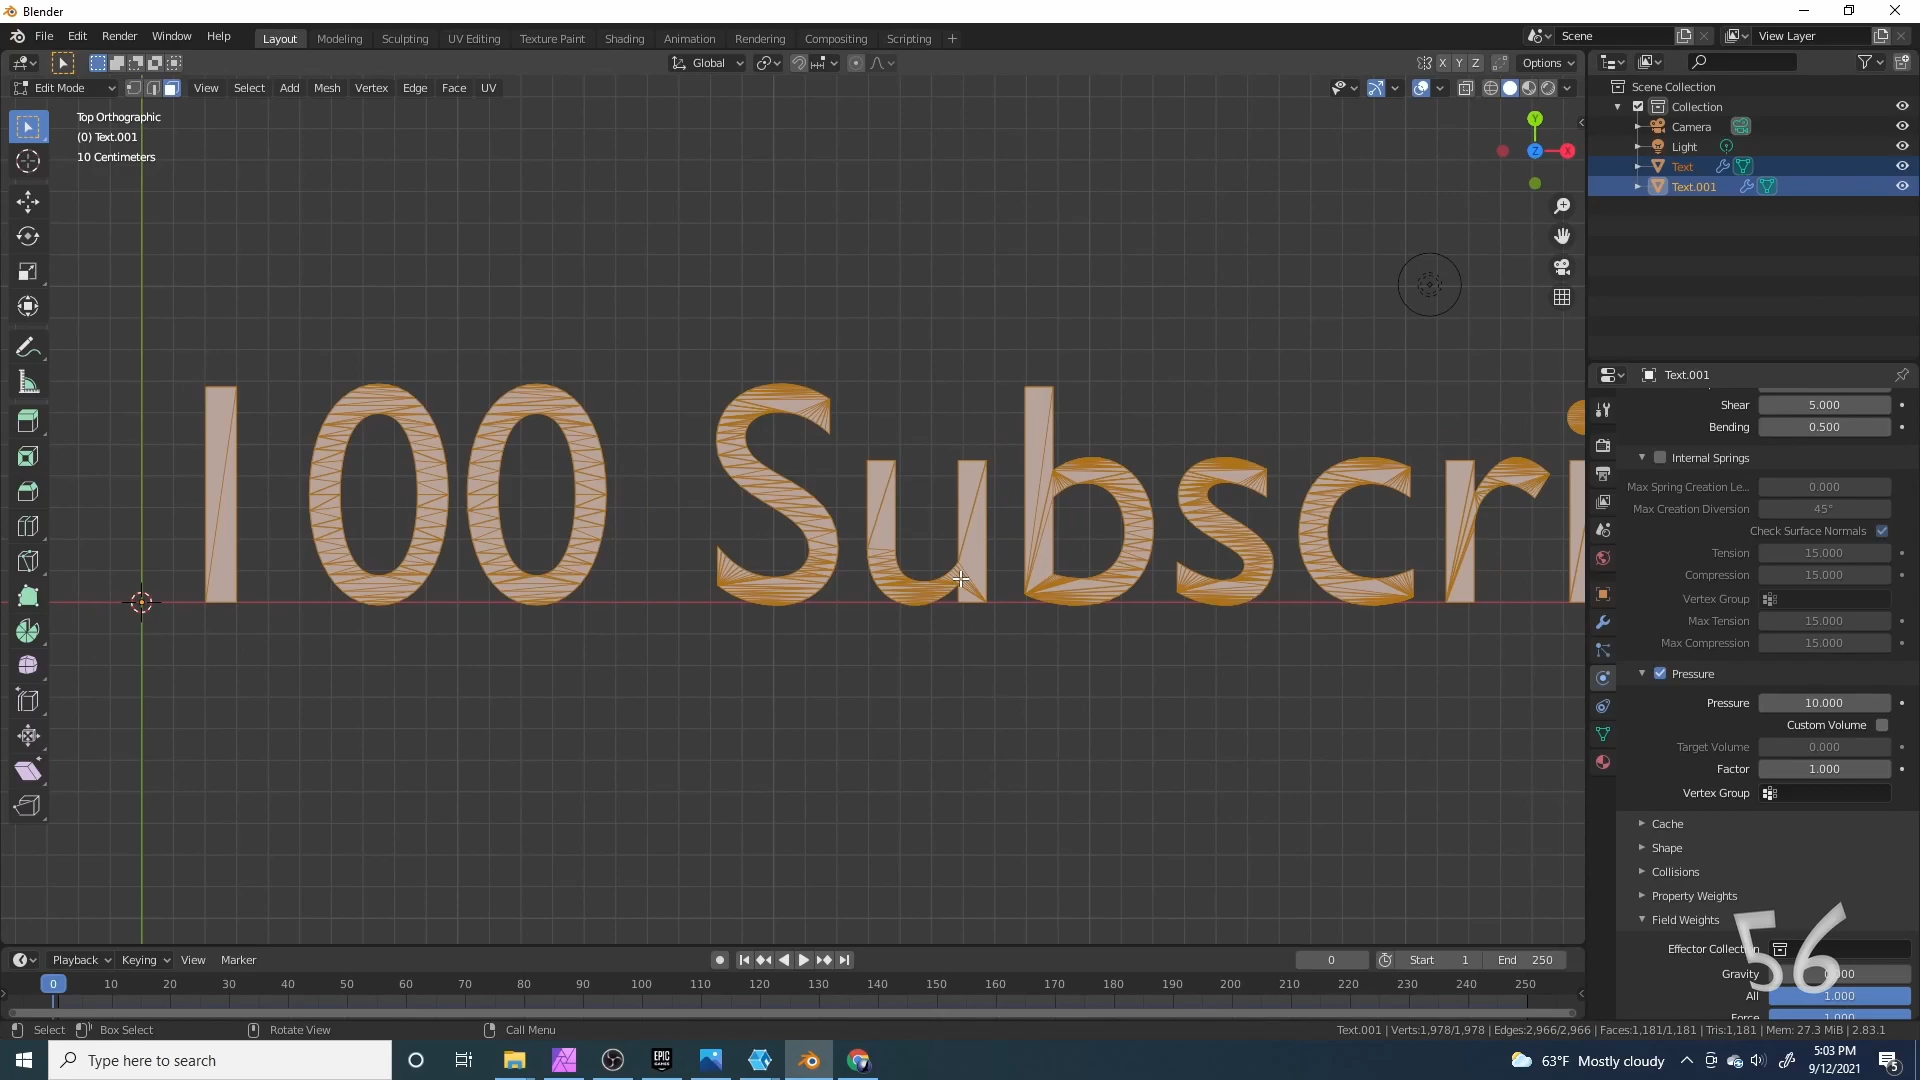 Blender
File Edit Render Window Help
Layout Modeling Sculpting UV Editing Texture Paint Shading Animation Rendering Compositing Scripting
Scene
View Layer
Global
X Y Z
Options
Edit Mode
View Select Add Mesh Vertex Edge Face UV
Top Orthographic
(0) Text.001
10 Centimeters
Y
Z
X
Scene Collection
Collection
Camera
Light
Text
Text.001
100 Subscr
Text.001
Shear 5.000
Bending 0.500
Internal Springs
Max Spring Creation Le... 0.000
Max Creation Diversion 45°
Check Surface Normals
Tension 15.000
Compression 15.000
Vertex Group
Max Tension 15.000
Max Compression 15.000
Pressure
Pressure 10.000
Custom Volume
Target Volume 0.000
Factor 1.000
Vertex Group
Cache
Shape
Collisions
Property Weights
Field Weights
Effector Collection
Gravity
All 1.000
Force 1.000
56
Playback Keying View Marker
0
Start 1
End 250
0 10 20 30 40 50 60 70 80 90 100 110 120 130 140 150 160 170 180 190 200 210 220 230 240 250
Select Box Select Rotate View Call Menu
Text.001 | Verts:1,978/1,978 | Edges:2,966/2,966 | Faces:1,181/1,181 | Tris:1,181 | Mem: 27.3 MiB | 2.83.1
Type here to search
EPIC GAMES
63°F Mostly cloudy
5:03 PM
9/12/2021
5